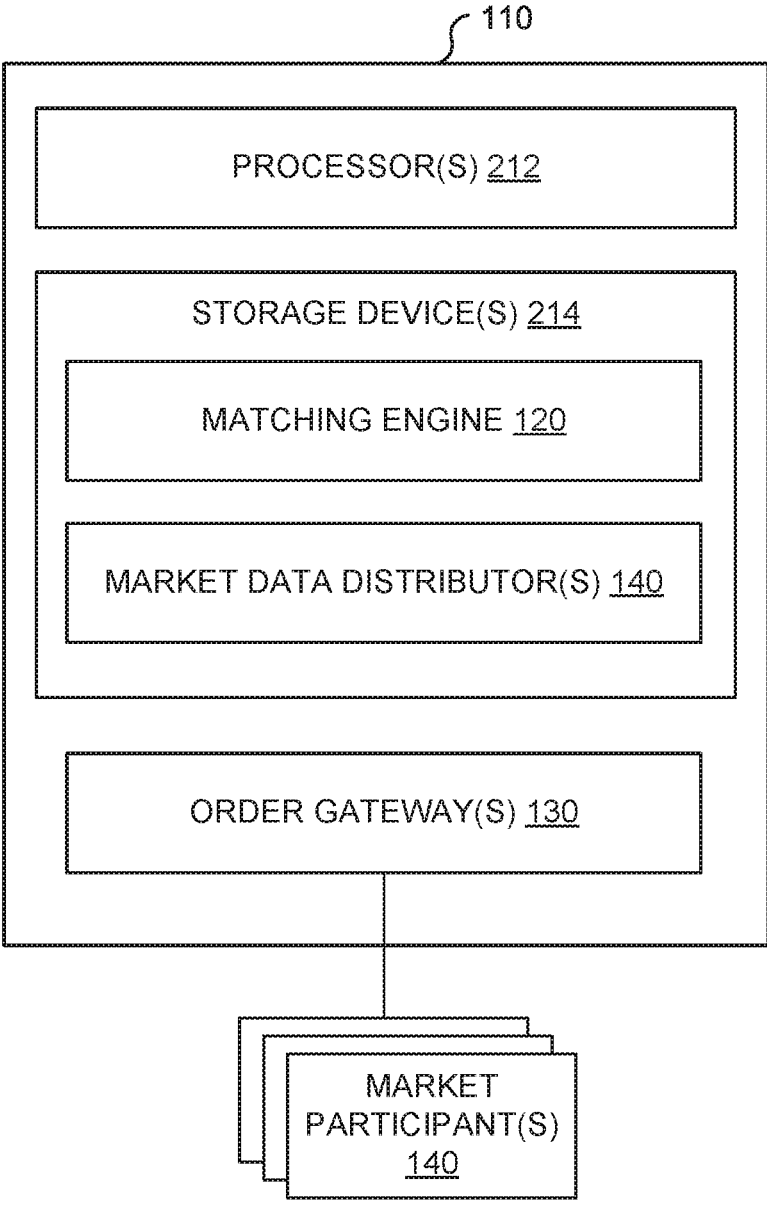 110
PROCESSOR(S) 212
STORAGE DEVICE(S) 214
MATCHING ENGINE 120
MARKET DATA DISTRIBUTOR(S) 140
ORDER GATEWAY(S) 130
MARKET
PARTICIPANT(S)
140